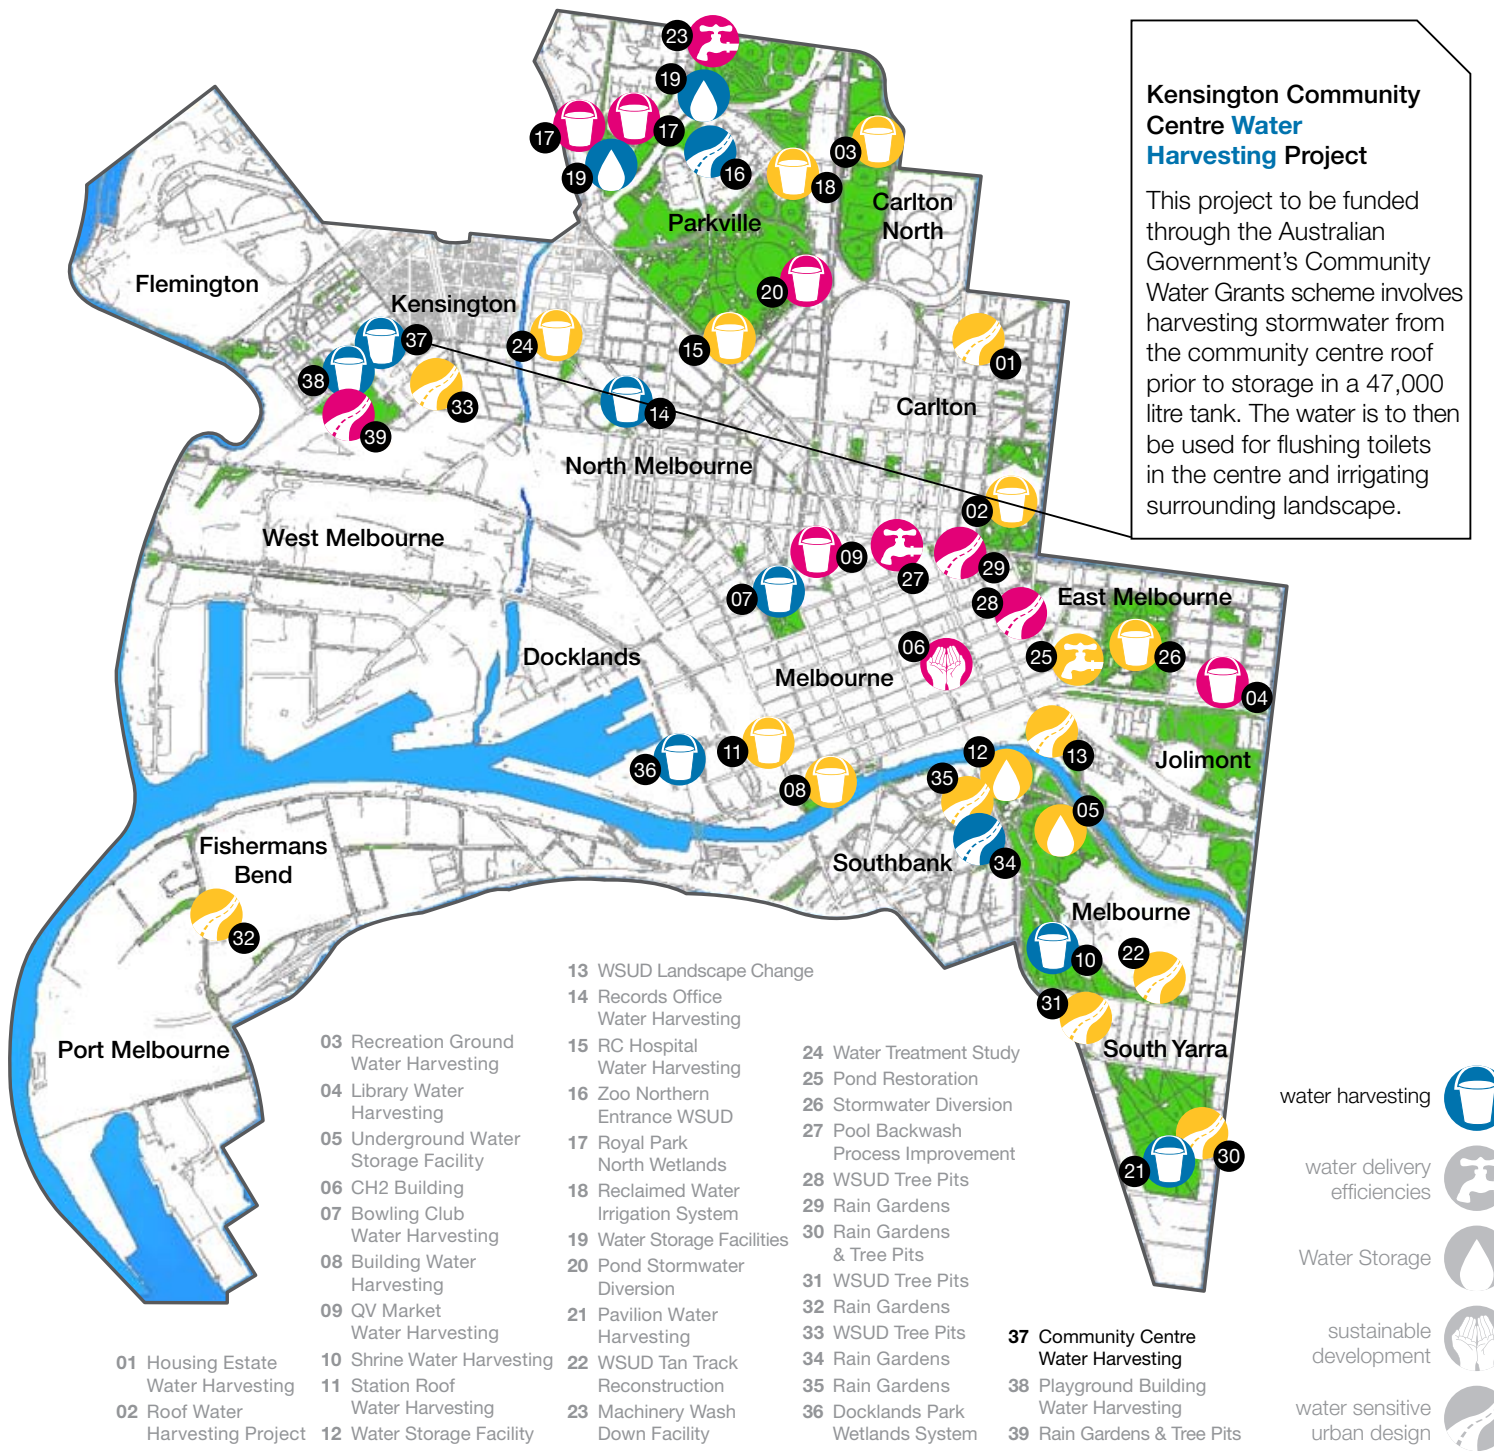 Kensington Community
Centre Water
Harvesting Project
This project to be funded
through the Australian
Government's Community
Water Grants scheme involves
harvesting stormwater from
the community centre roof
prior to storage in a 47,000
litre tank. The water is to then
be used for flushing toilets
in the centre and irrigating
surrounding landscape.
23
19
17
17
19
16
03
18
Carlton
North
Parkville
Flemington
20
Kensington
37
24
15
01
38
33
39
14
Carlton
North Melbourne
02
West Melbourne
09
27
29
07
28
East Melbourne
06
25
26
Docklands
Melbourne
04
36
11
12
13
Jolimont
35
08
05
Fishermans
Bend
Southbank
34
Melbourne
32
10
22
31
Port Melbourne
South Yarra
21
30
01 Housing Estate
Water Harvesting
02 Roof Water
Harvesting Project
03 Recreation Ground
Water Harvesting
04 Library Water
Harvesting
05 Underground Water
Storage Facility
06 CH2 Building
07 Bowling Club
Water Harvesting
08 Building Water
Harvesting
09 QV Market
Water Harvesting
10 Shrine Water Harvesting
11 Station Roof
Water Harvesting
12 Water Storage Facility
13 WSUD Landscape Change
14 Records Office
Water Harvesting
15 RC Hospital
Water Harvesting
16 Zoo Northern
Entrance WSUD
17 Royal Park
North Wetlands
18 Reclaimed Water
Irrigation System
19 Water Storage Facilities
20 Pond Stormwater
Diversion
21 Pavilion Water
Harvesting
22 WSUD Tan Track
Reconstruction
23 Machinery Wash
Down Facility
24 Water Treatment Study
25 Pond Restoration
26 Stormwater Diversion
27 Pool Backwash
Process Improvement
28 WSUD Tree Pits
29 Rain Gardens
30 Rain Gardens
& Tree Pits
31 WSUD Tree Pits
32 Rain Gardens
33 WSUD Tree Pits
34 Rain Gardens
35 Rain Gardens
36 Docklands Park
Wetlands System
37 Community Centre
Water Harvesting
38 Playground Building
Water Harvesting
39 Rain Gardens & Tree Pits
water harvesting
water delivery
efficiencies
Water Storage
sustainable
development
water sensitive
urban design